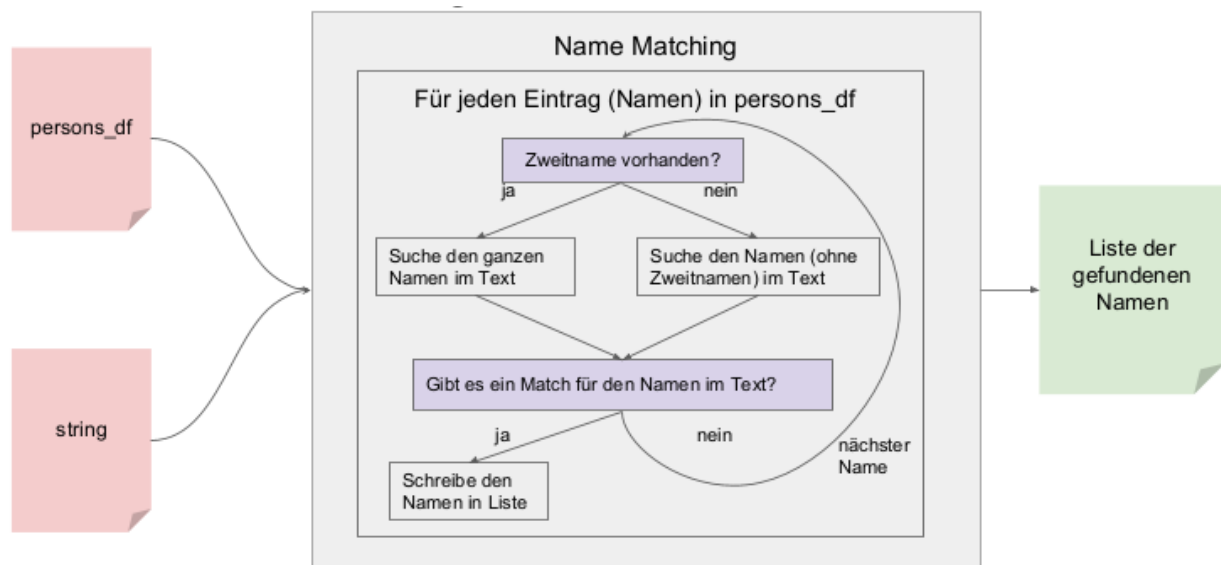 Name Matching
Für jeden Eintrag (Namen) in persons_df
persons_df
Zweitname vorhanden?
ja
nein
Suche den ganzen
Namen im Text
Suche den Namen (ohne
Zweitnamen) im Text
Liste der
gefundenen
Namen
Gibt es ein Match für den Namen im Text?
string
ja
nein
nächster
Name
Schreibe den
Namen in Liste